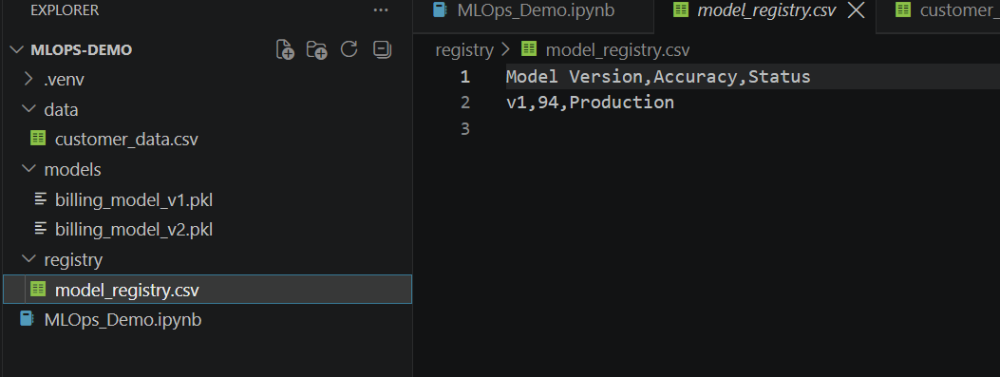 EXPLORER
MLOPS-DEMO
.venv
data
customer_data.csv
models
billing_model_v1.pkl
billing_model_v2.pkl
registry
model_registry.csv
MLOps_Demo.ipynb
MLOps_Demo.ipynb
model_registry.csv
customer_
registry > model_registry.csv
1 Model Version,Accuracy,Status
2 v1,94,Production
3